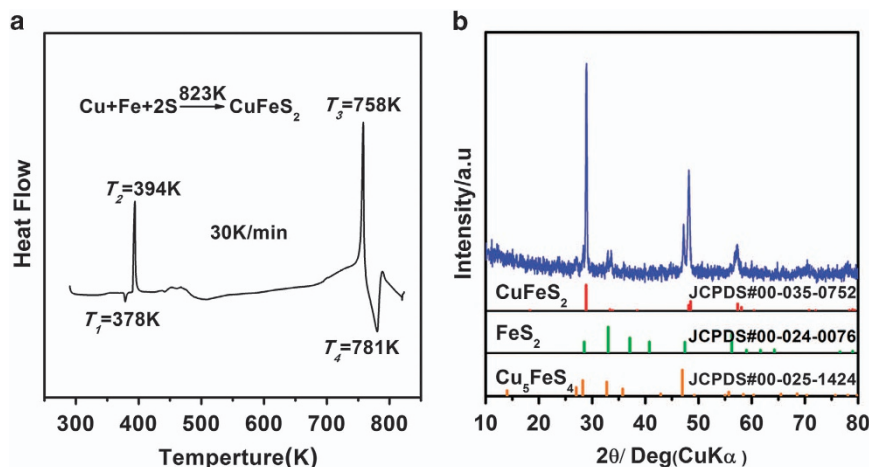 a
Cu+Fe+2S 823K→ CuFeS₂
T₃=758K
T₂=394K
30K/min
T₁=378K
T₄=781K
Heat Flow
300 400 500 600 700 800
Temperture(K)
b
Intensity/a.u
CuFeS₂ JCPDS#00-035-0752
FeS₂ JCPDS#00-024-0076
Cu₅FeS₄ JCPDS#00-025-1424
10 20 30 40 50 60 70 80
2θ/ Deg(CuKα)